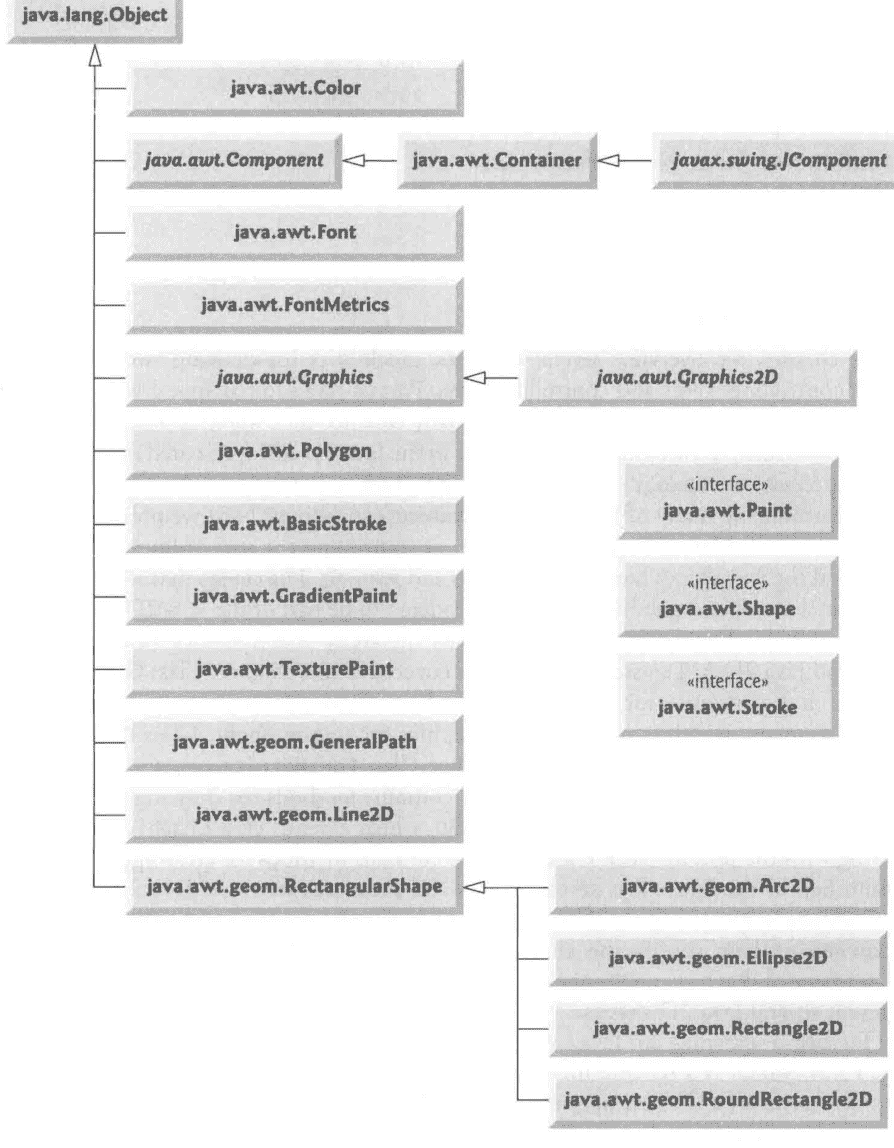 java.lang.Object
java.awt.Color
java.awt.Component
java.awt.Container
javax.swing.JComponent
java.awt.Font
java.awt.FontMetrics
java.awt.Graphics
java.awt.Graphics2D
java.awt.Polygon
«interface»
java.awt.Paint
java.awt.BasicStroke
java.awt.GradientPaint
«interface»
java.awt.Shape
java.awt.TexturePaint
«interface»
java.awt.Stroke
java.awt.geom.GeneralPath
java.awt.geom.Line2D
java.awt.geom.RectangularShape
java.awt.geom.Arc2D
java.awt.geom.Ellipse2D
java.awt.geom.Rectangle2D
java.awt.geom.RoundRectangle2D